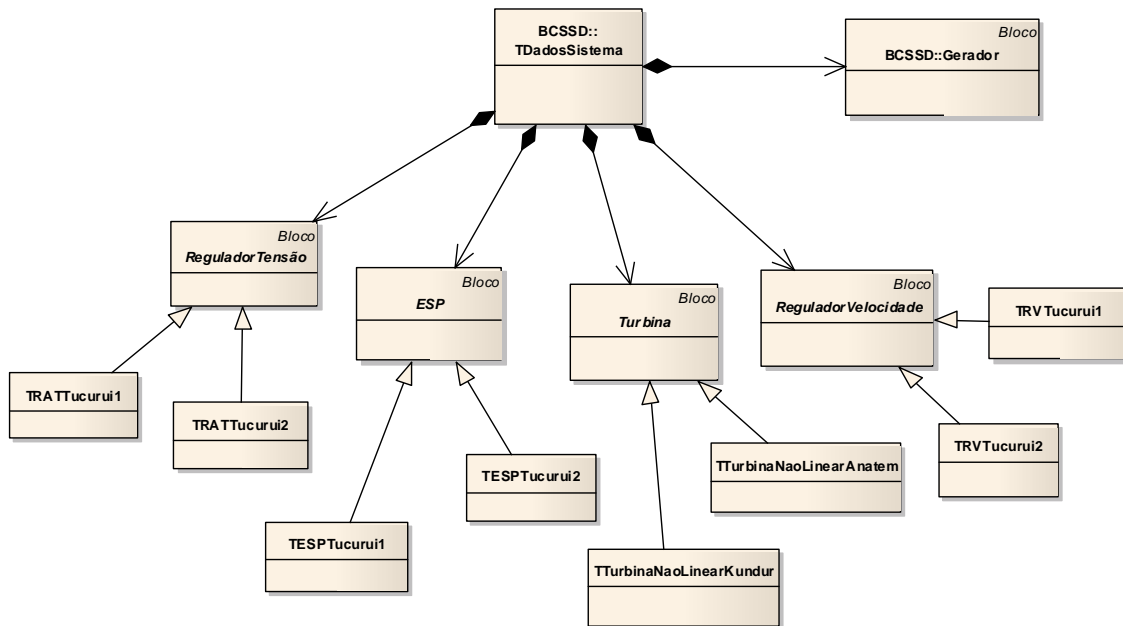 BCSSD::
TDadosSistema
Bloco
BCSSD::Gerador
Bloco
ReguladorTensão
Bloco
ESP
Bloco
Turbina
Bloco
ReguladorVelocidade
TRVTucurui1
TRATTucurui1
TRATTucurui2
TESPTucurui2
TTurbinaNaoLinearAnatem
TRVTucurui2
TESPTucurui1
TTurbinaNaoLinearKundur